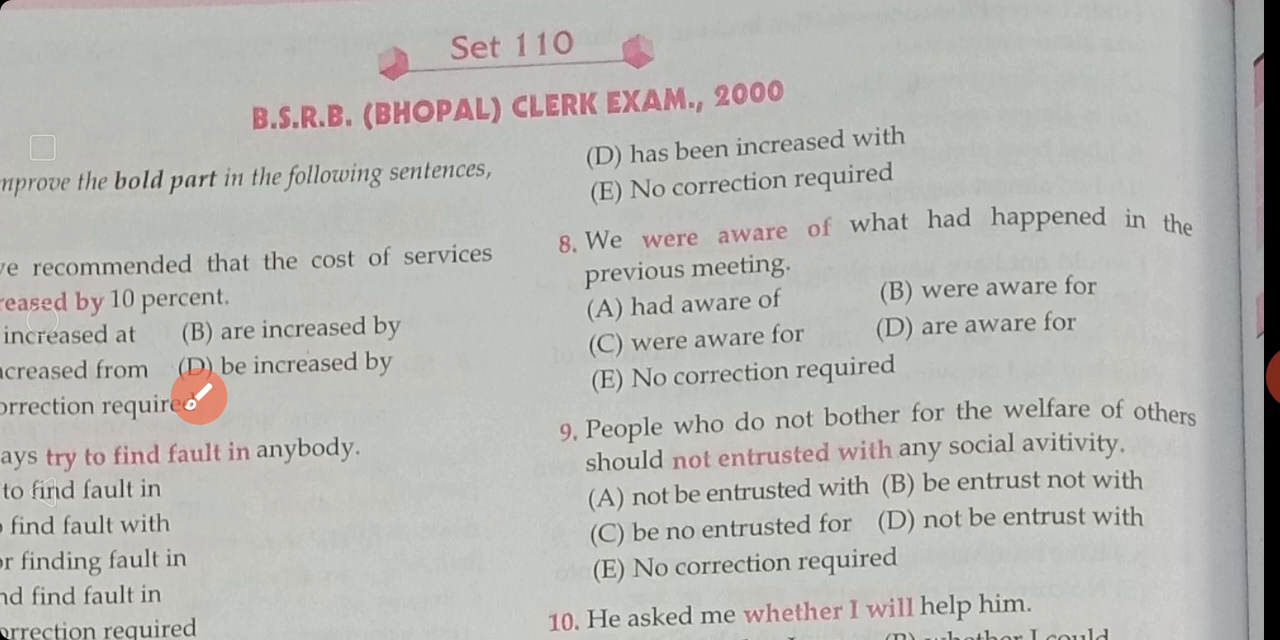 Set 110
B.S.R.B. (BHOPAL) CLERK EXAM., 2000
mprove the bold part in the following sentences,
ve recommended that the cost of services
reased by 10 percent.
increased at (B) are increased by
ncreased from (D) be increased by
orrection required
ays try to find fault in anybody.
to find fault in
find fault with
or finding fault in
nd find fault in
orrection required
(D) has been increased with
(E) No correction required
8. We were aware of what had happened in the
previous meeting.
(A) had aware of (B) were aware for
(C) were aware for (D) are aware for
(E) No correction required
9. People who do not bother for the welfare of others
should not entrusted with any social avitivity.
(A) not be entrusted with (B) be entrust not with
(C) be no entrusted for (D) not be entrust with
(E) No correction required
10. He asked me whether I will help him.
(B) whether I could